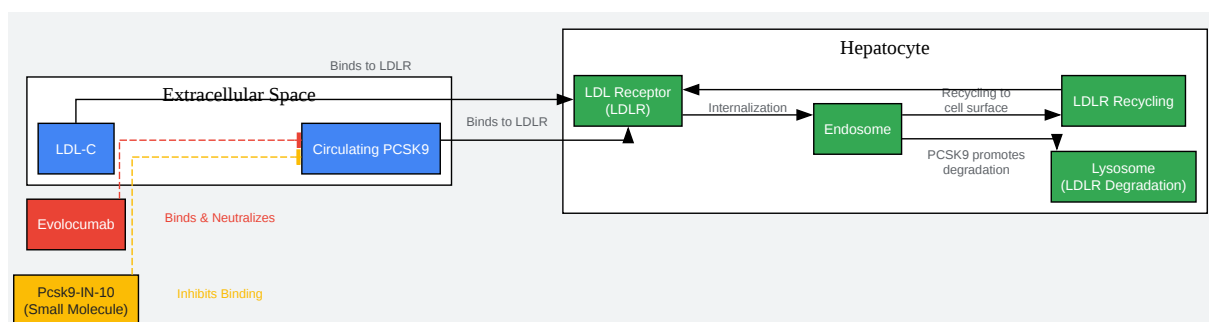 Hepatocyte
Binds to LDLR
Extracellular Space
LDL Receptor
(LDLR)
Internalization
Recycling to
cell surface
LDLR Recycling
LDL-C
Circulating PCSK9
Binds to LDLR
Endosome
PCSK9 promotes
degradation
Lysosome
(LDLR Degradation)
Evolocumab
Binds & Neutralizes
Pcsk9-IN-10
(Small Molecule)
Inhibits Binding